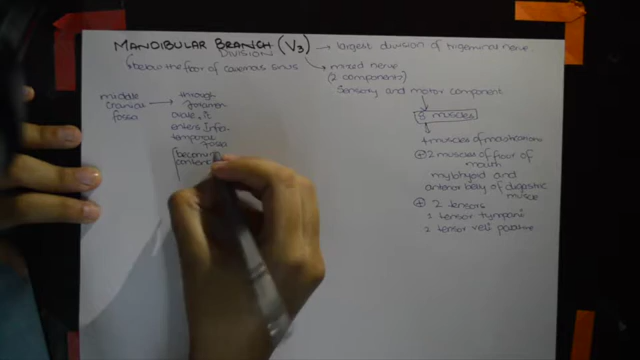 MANDIBULAR BRANCH (V3) → largest division of trigeminal nerve.
DIVISION
below the floor of cavernous sinus
mixed nerve
(2 components)
sensory and motor component
middle cranial fossa → through foramen
ovale, it
enters infra-
temporal
fossa
8 muscles
4 muscles of mastication
+ 2 muscles of floor of
mouth
mylohyoid and
anterior belly of digastric
muscle
+ 2 tensors
1 tensor tympani
2 tensor veli palatini